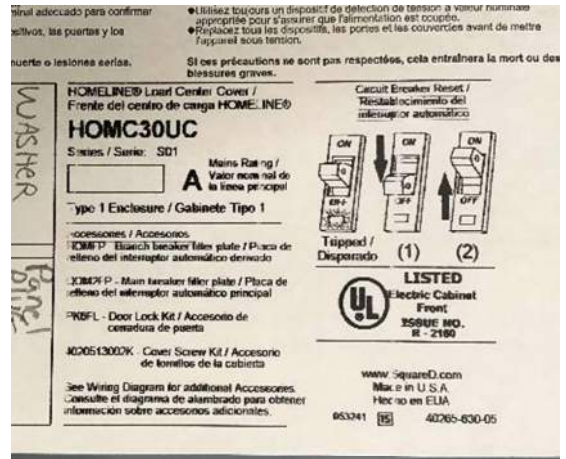 minal adecuado para confirmar
ositivos, las puertas y los
muerte o lesiones serias.
◆Utilisez toujours un dispositif de détection de tension à valeur nominale
appropriée pour s'assurer que l'alimentation est coupée.
◆Replacez tous les dispositifs, les portes et les couvercles avant de mettre
l'appareil sous tension.
Si ces précautions ne sont pas respectées, cela entraînera la mort ou des
blessures graves.
WASHER
Panel
HOMELINE® Load Center Cover /
Frente del centro de carga HOMELINE®
HOMC30UC
Series / Serie: S01
A
Mains Rating /
Valor nominal de
la línea principal
Type 1 Enclosure / Gabinete Tipo 1
Accessories / Accesorios
HOMFP - Branch breaker filler plate / Placa de
relleno del interruptor automático derivado
HOM2FP - Main breaker filler plate / Placa de
relleno del interruptor automático principal
PK6FL - Door Lock Kit / Accesorio de
cerradura de puerta
4020513002K - Cover Screw Kit / Accesorio
de tornillos de la cubierta
See Wiring Diagram for additional Accessories.
Consulte el diagrama de alambrado para obtener
información sobre accesorios adicionales.
Circuit Breaker Reset /
Restablecimiento del
interruptor automático
ON
OFF
ON
OFF
ON
OFF
Tripped /
Disparado
(1)
(2)
UL
LISTED
Electric Cabinet
Front
ISSUE NO.
R - 2160
www.SquareD.com
Made in U.S.A.
Hecho en EUA
053241 15 40265-630-05